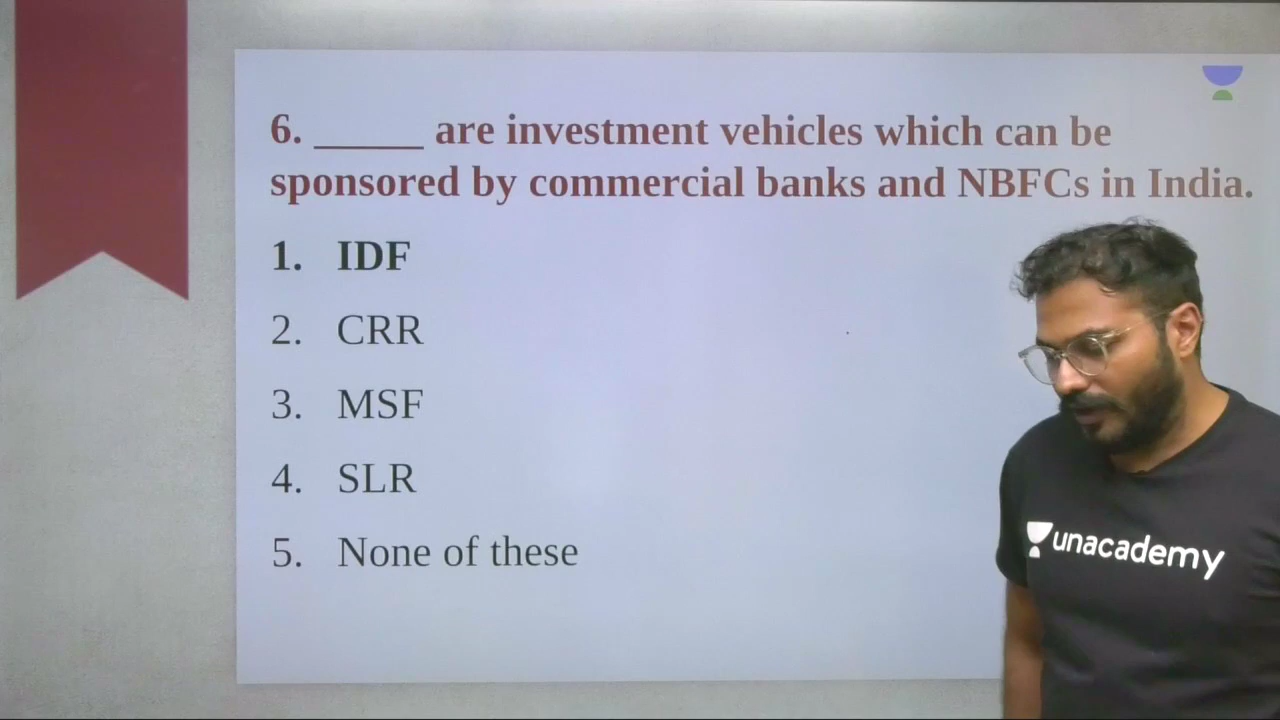 6. _____ are investment vehicles which can be
sponsored by commercial banks and NBFCs in India.
1. IDF
2. CRR
3. MSF
4. SLR
5. None of these
unacademy